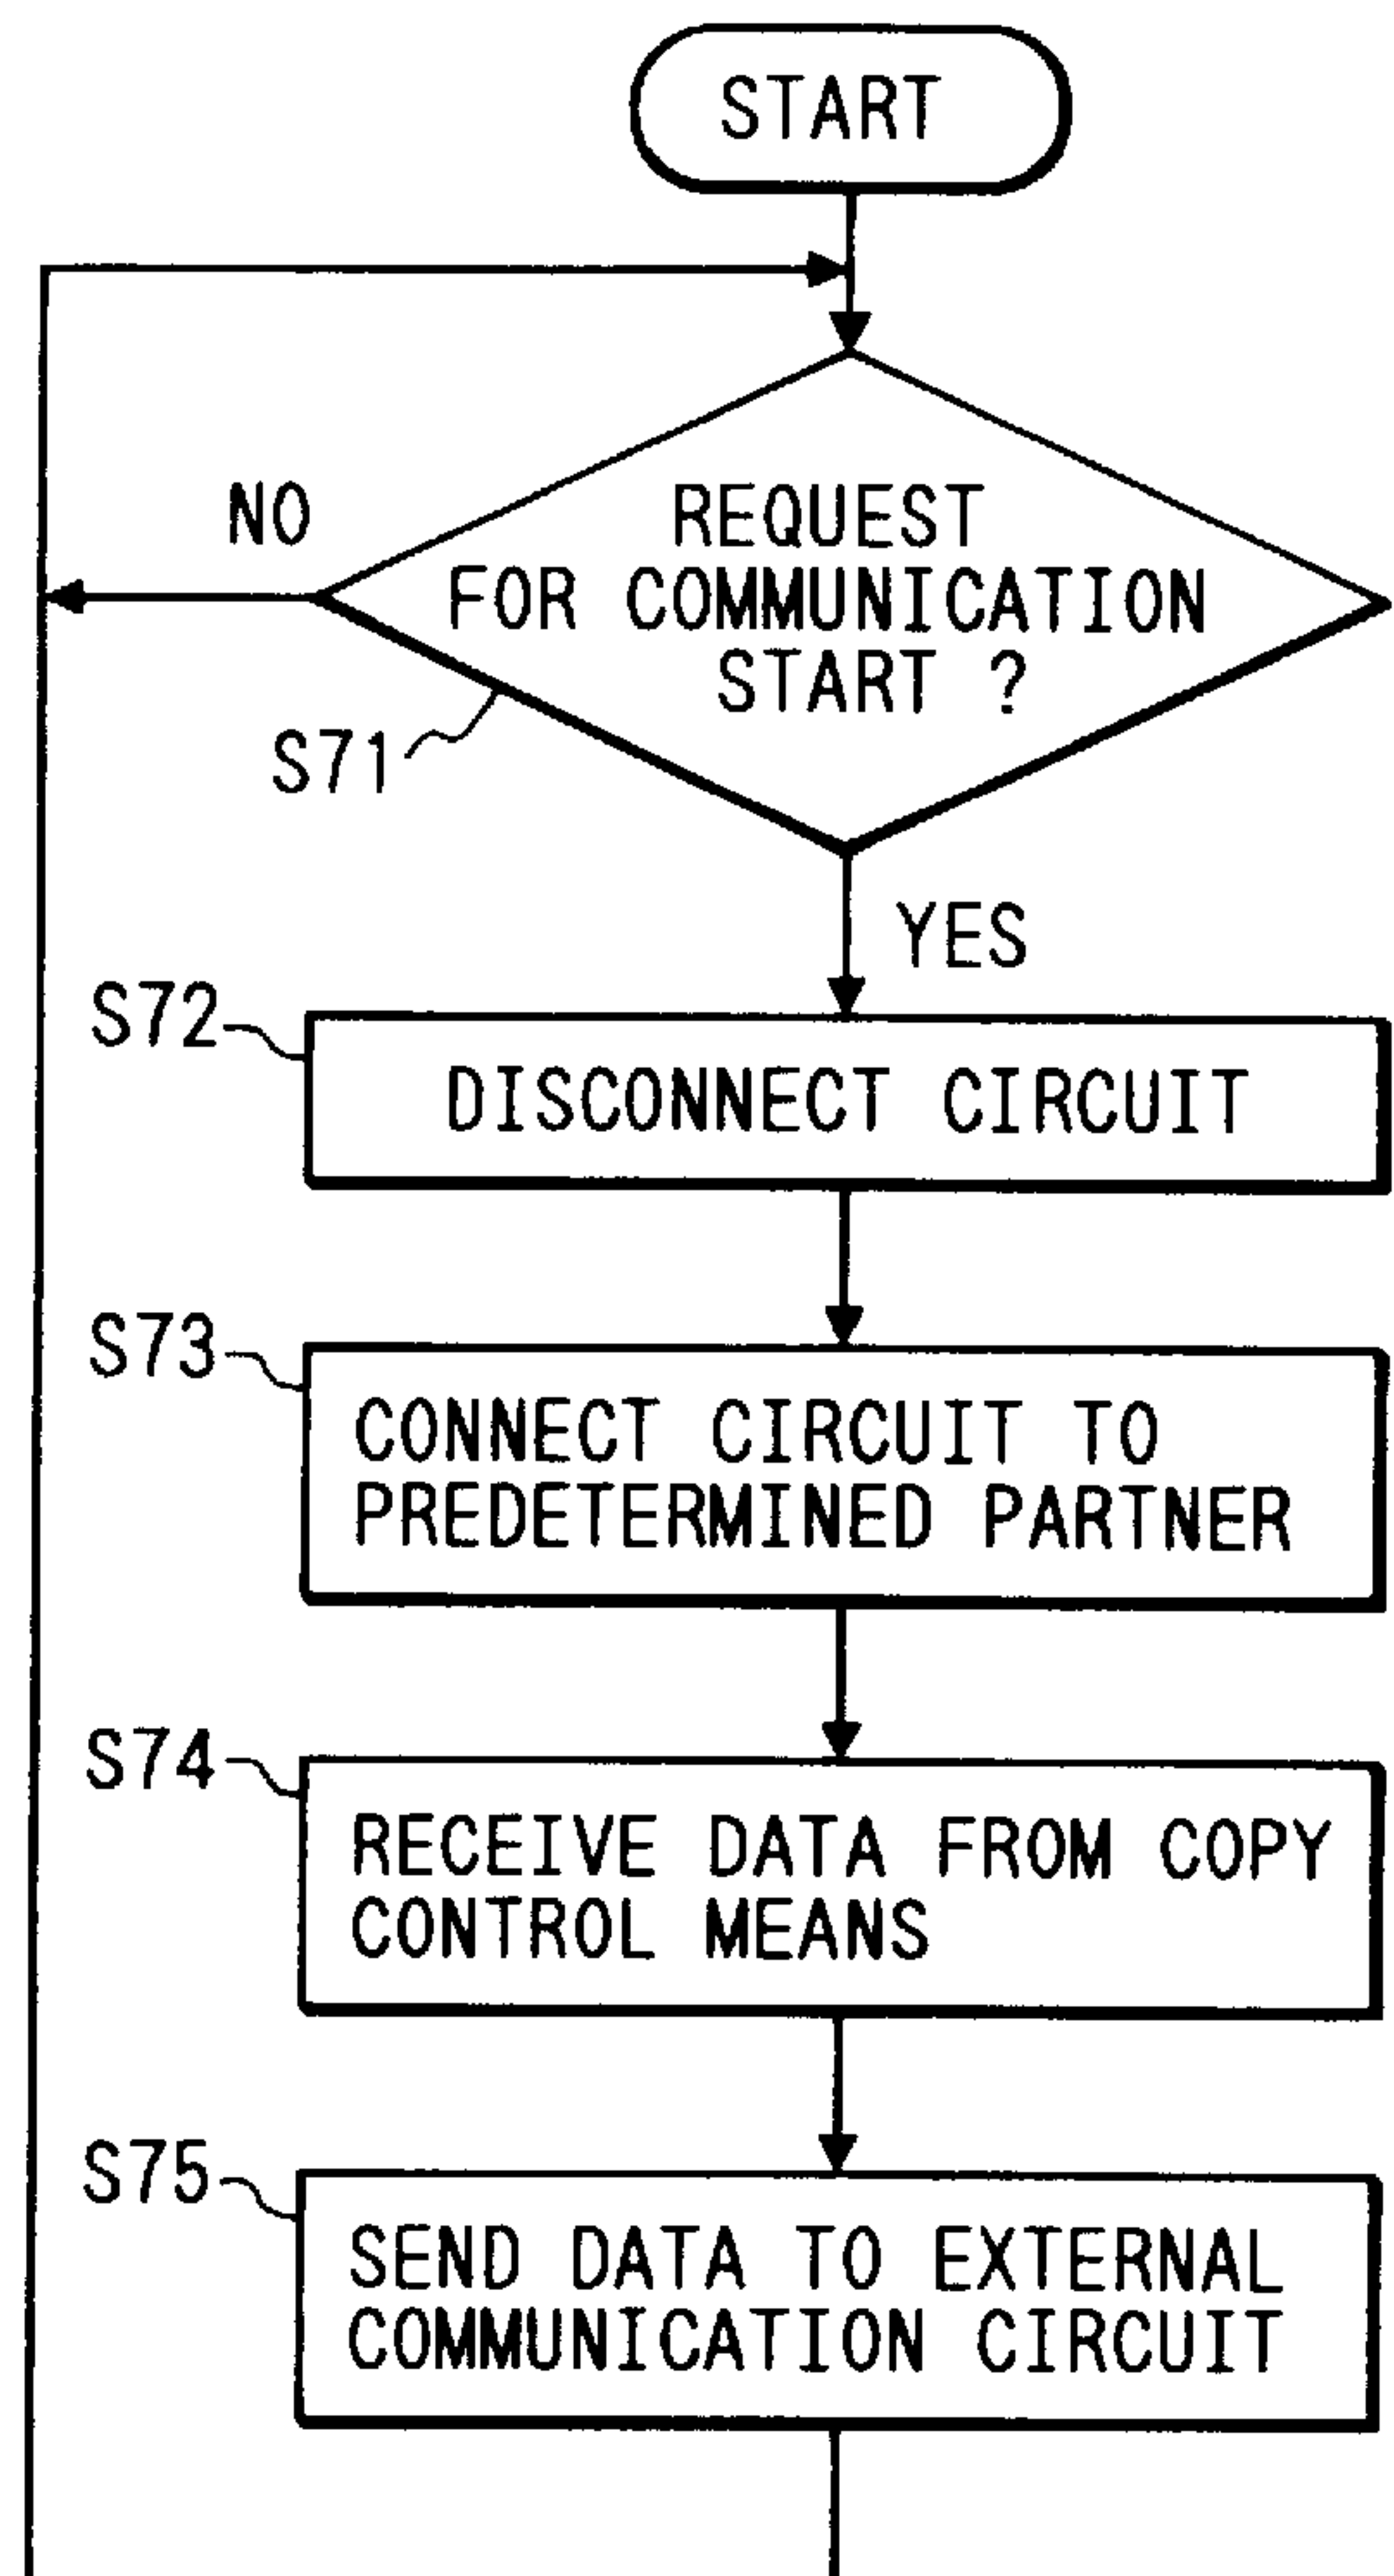 START
NO
REQUEST
FOR COMMUNICATION
START ?
S71
YES
S72
DISCONNECT CIRCUIT
S73
CONNECT CIRCUIT TO
PREDETERMINED PARTNER
S74
RECEIVE DATA FROM COPY
CONTROL MEANS
S75
SEND DATA TO EXTERNAL
COMMUNICATION CIRCUIT